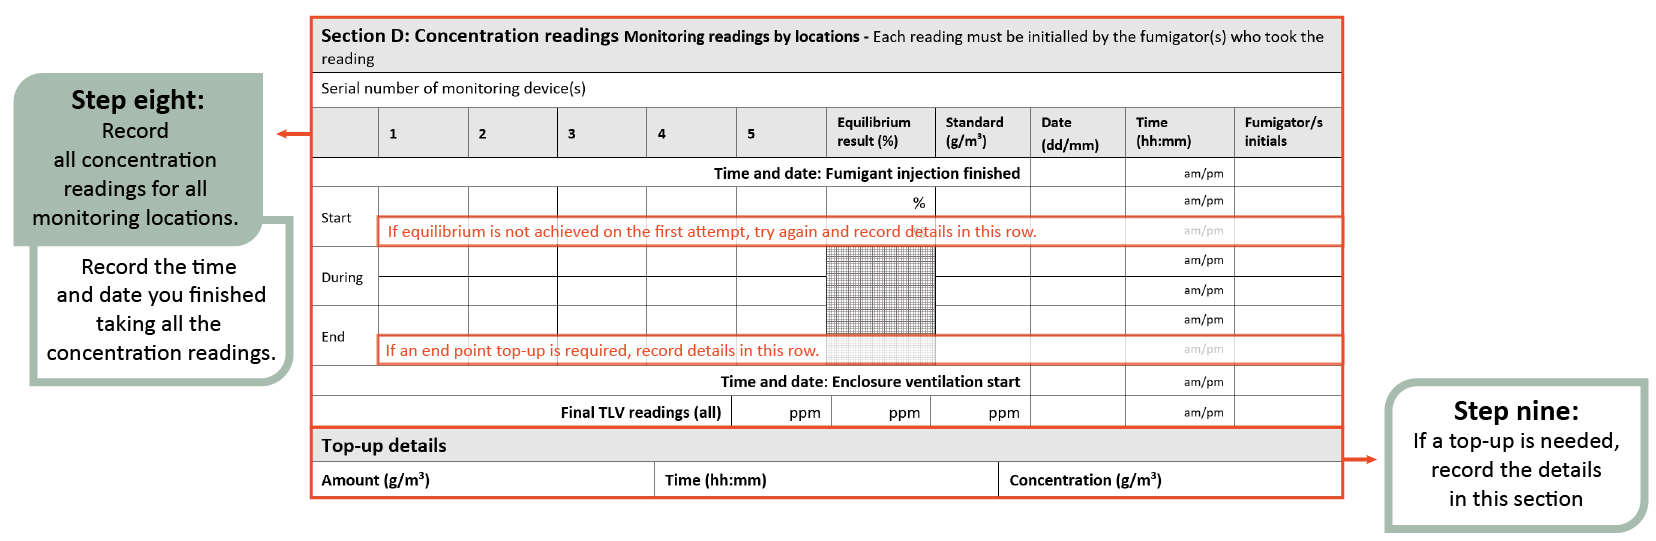 Step eight:
Record
all concentration
readings for all
monitoring locations.
Record the time
and date you finished
taking all the
concentration readings.
Section D: Concentration readings Monitoring readings by locations - Each reading must be initialled by the fumigator(s) who took the
reading
Serial number of monitoring device(s)
1 2 3 4 5 Equilibrium result (%) Standard (g/m³) Date (dd/mm) Time (hh:mm) Fumigator/s initials
Time and date: Fumigant injection finished am/pm
Start % am/pm
If equilibrium is not achieved on the first attempt, try again and record details in this row. % am/pm
During am/pm
am/pm
End am/pm
If an end point top-up is required, record details in this row. am/pm
Time and date: Enclosure ventilation start am/pm
Final TLV readings (all) ppm ppm ppm am/pm
Top-up details
Amount (g/m³) Time (hh:mm) Concentration (g/m³)
Step nine:
If a top-up is needed,
record the details
in this section